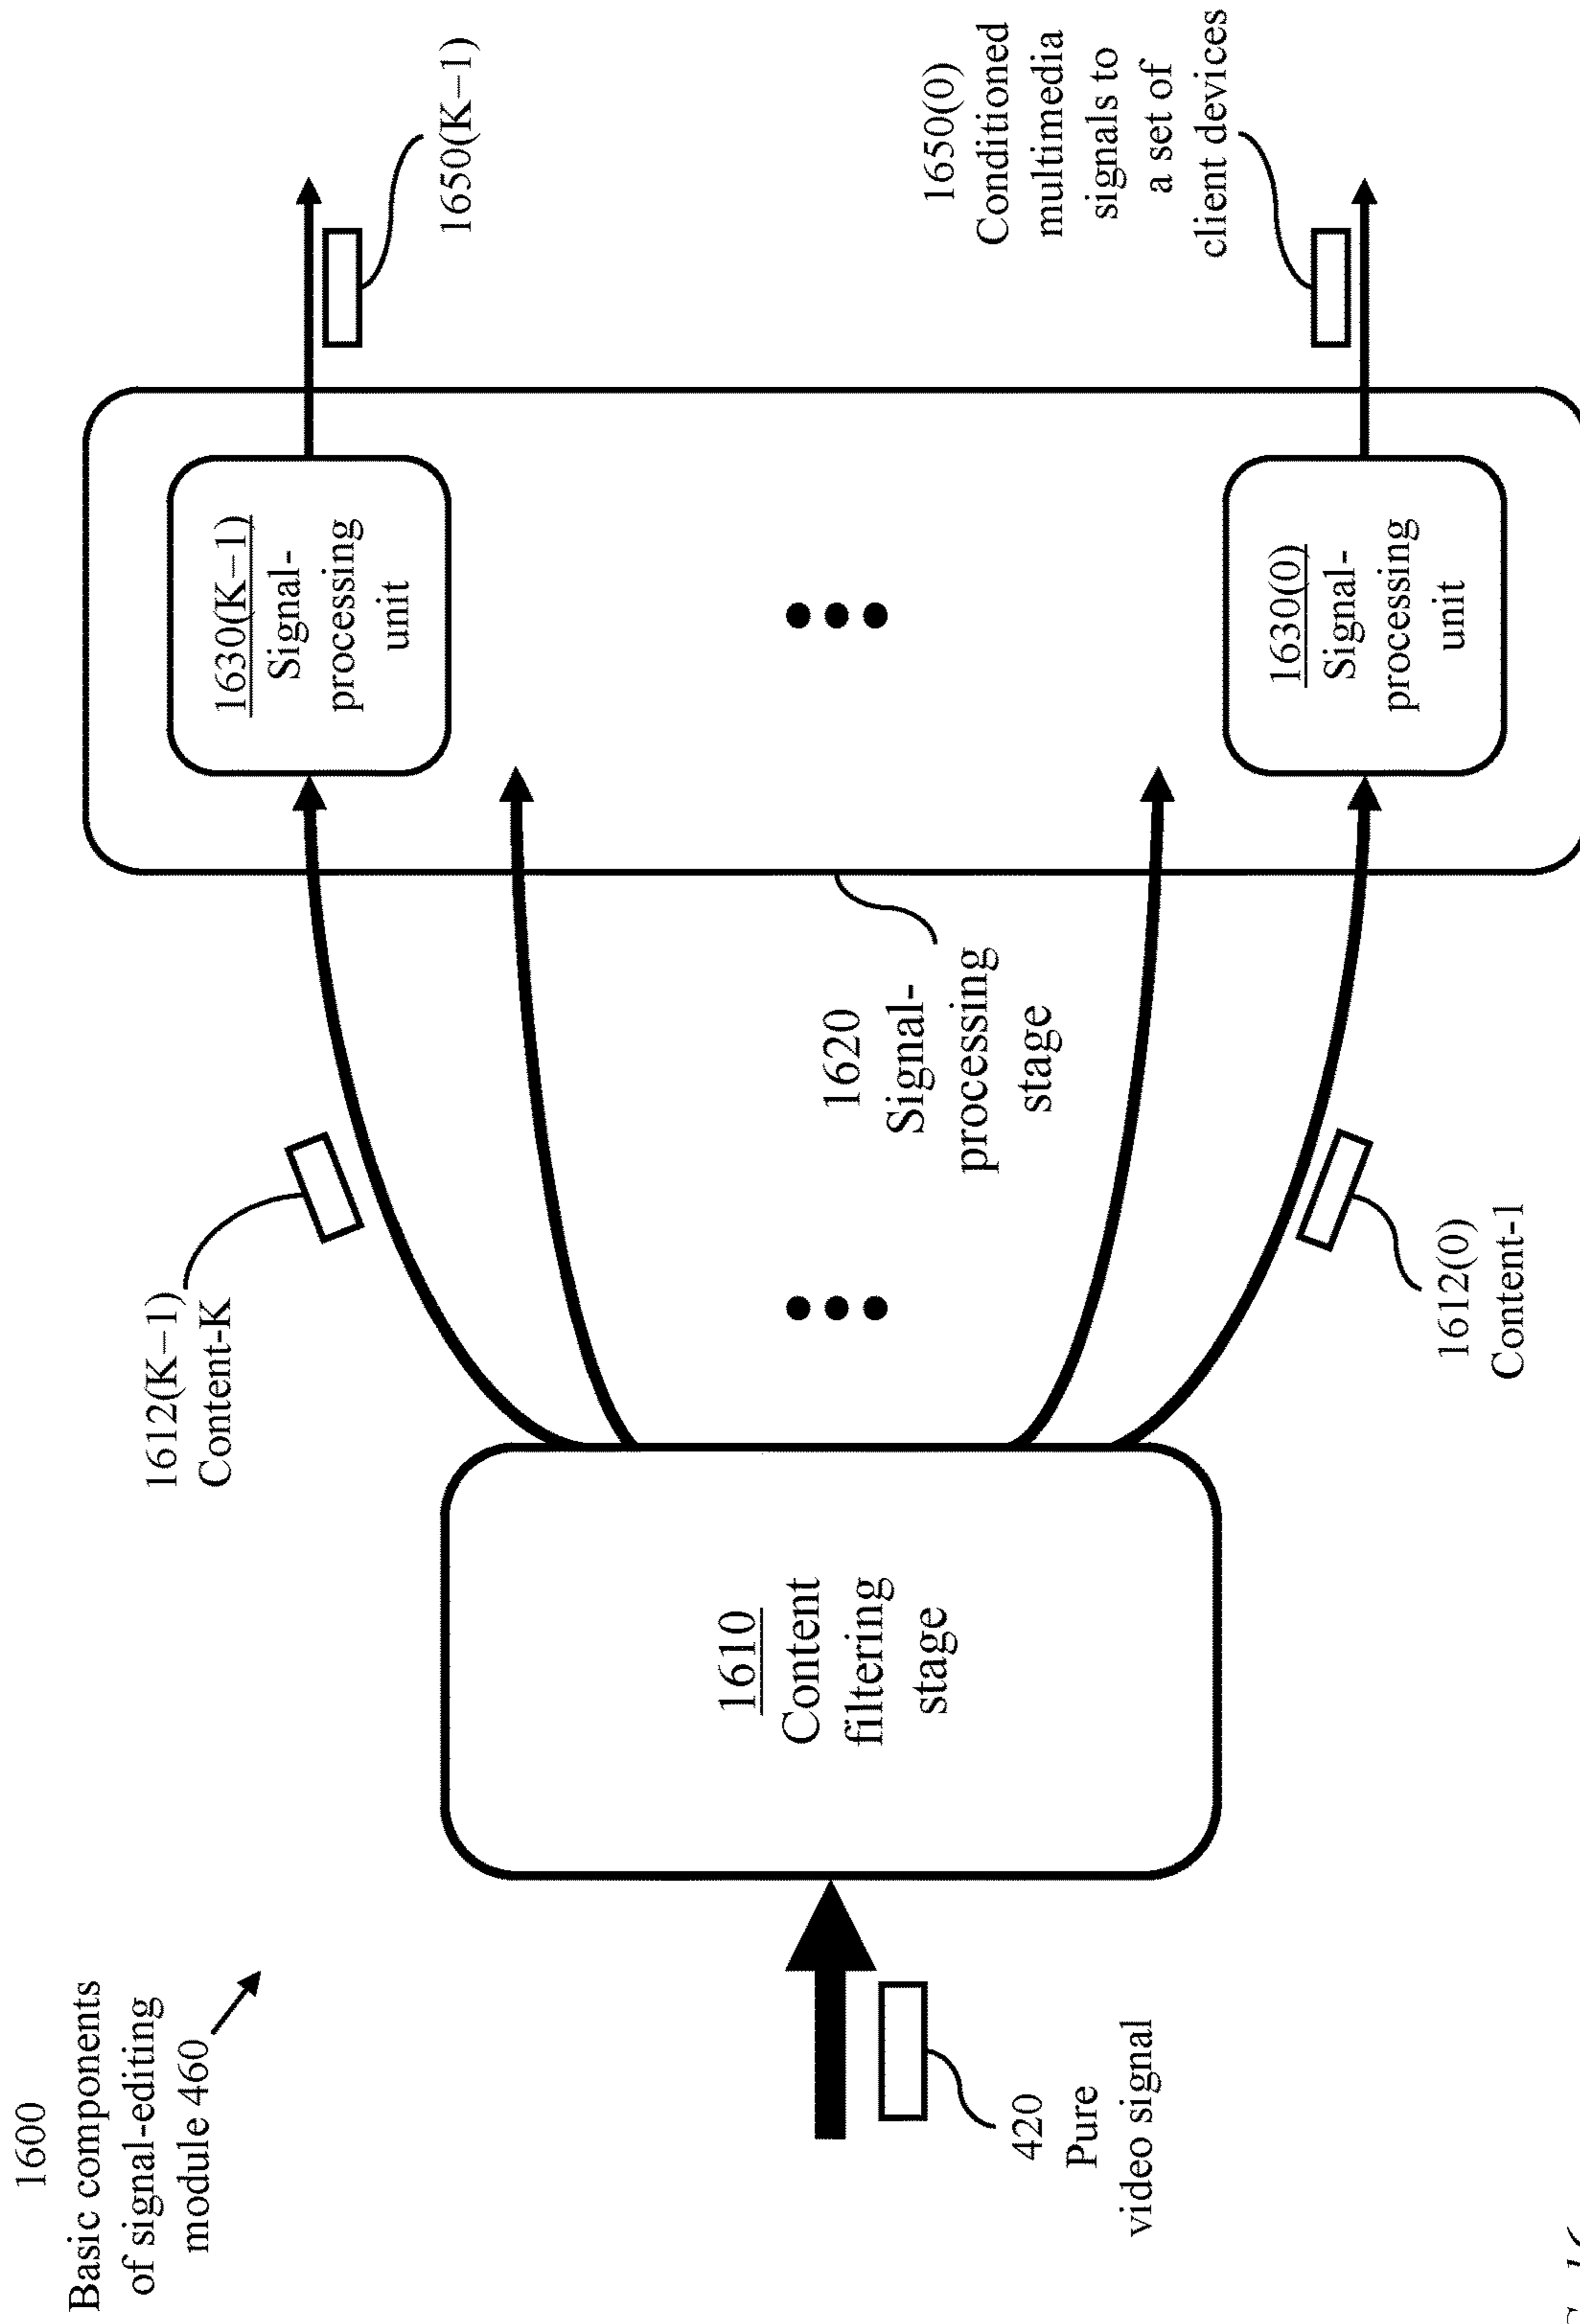 1600
Basic components
of signal-editing
module 460
420
Pure
video signal
1610
Content
filtering
stage
1612(K–1)
Content-K
1612(0)
Content-1
1620
Signal-
processing
stage
1630(K–1)
Signal-
processing
unit
1630(0)
Signal-
processing
unit
1650(K–1)
1650(0)
Conditioned
multimedia
signals to
a set of
client devices